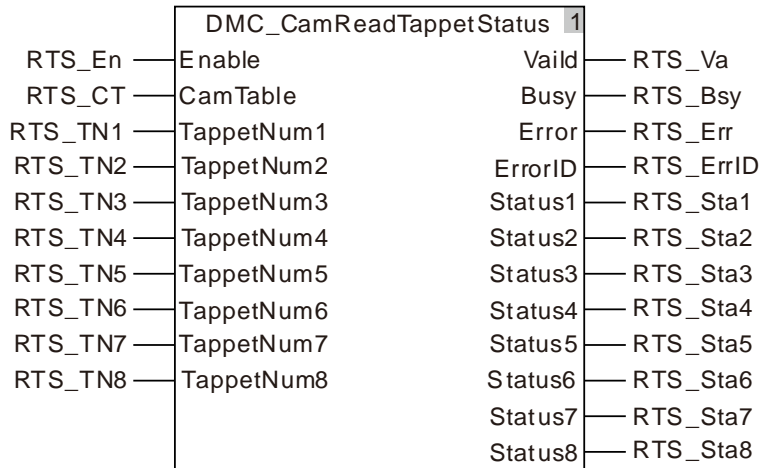 DMC_CamReadTappetStatus 1
RTS_En Enable Vaild RTS_Va
RTS_CT CamTable Busy RTS_Bsy
RTS_TN1 TappetNum1 Error RTS_Err
RTS_TN2 TappetNum2 ErrorID RTS_ErrID
RTS_TN3 TappetNum3 Status1 RTS_Sta1
RTS_TN4 TappetNum4 Status2 RTS_Sta2
RTS_TN5 TappetNum5 Status3 RTS_Sta3
RTS_TN6 TappetNum6 Status4 RTS_Sta4
RTS_TN7 TappetNum7 Status5 RTS_Sta5
RTS_TN8 TappetNum8 Status6 RTS_Sta6
Status7 RTS_Sta7
Status8 RTS_Sta8